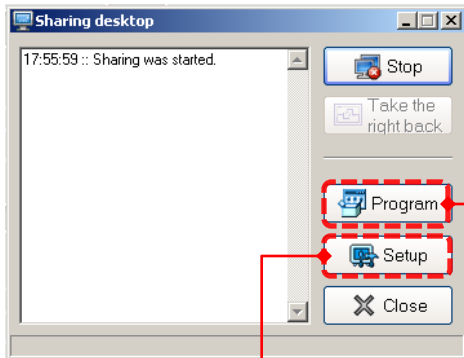 Sharing desktop
17:55:59 :: Sharing was started.
Stop
Take the
right back
Program
Setup
Close